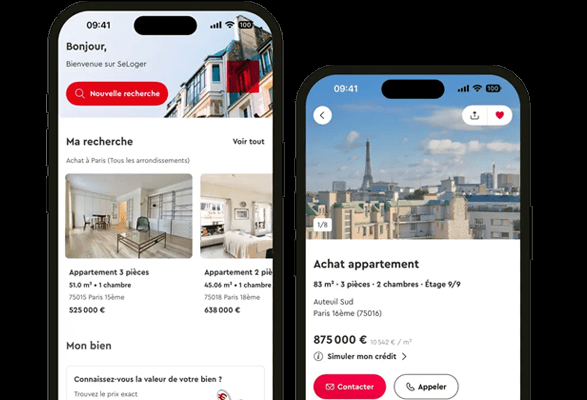 09:41
100
Bonjour,
Bienvenue sur SeLoger
Nouvelle recherche
Ma recherche
Voir tout
Achat à Paris (Tous les arrondissements)
Appartement 3 pièces
51.0 m² • 1 chambre
75015 Paris 15ème
525 000 €
Appartement 2 piè
45.06 m² • 1 chambre
75018 Paris 18ème
638 000 €
Mon bien
Connaissez-vous la valeur de votre bien ?
Trouvez le prix exact
09:41
100
1/8
Achat appartement
83 m² · 3 pièces · 2 chambres · Étage 9/9
Auteuil Sud
Paris 16ème (75016)
875 000 € 10 542 € / m²
Simuler mon crédit
Contacter
Appeler